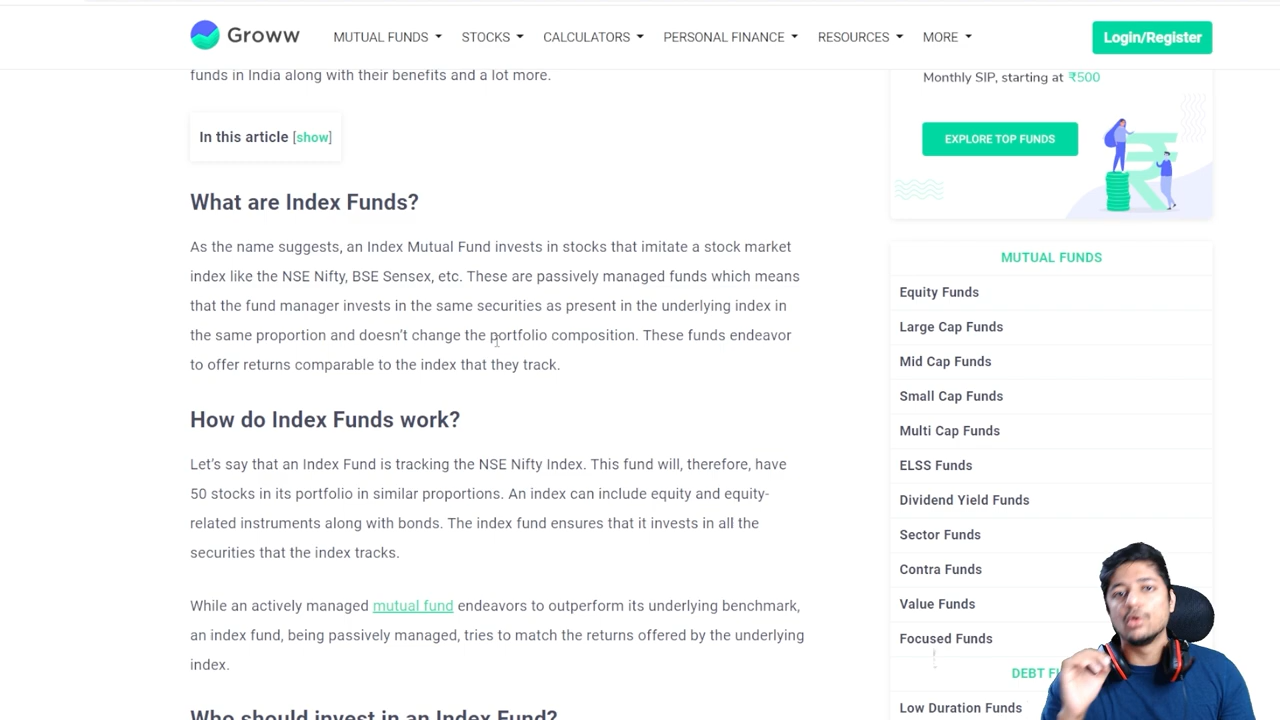 Groww
MUTUAL FUNDS
STOCKS
CALCULATORS
PERSONAL FINANCE
RESOURCES
MORE
Login/Register
funds in India along with their benefits and a lot more.
In this article [show]
What are Index Funds?
As the name suggests, an Index Mutual Fund invests in stocks that imitate a stock market
index like the NSE Nifty, BSE Sensex, etc. These are passively managed funds which means
that the fund manager invests in the same securities as present in the underlying index in
the same proportion and doesn't change the portfolio composition. These funds endeavor
to offer returns comparable to the index that they track.
How do Index Funds work?
Let's say that an Index Fund is tracking the NSE Nifty Index. This fund will, therefore, have
50 stocks in its portfolio in similar proportions. An index can include equity and equity-
related instruments along with bonds. The index fund ensures that it invests in all the
securities that the index tracks.
While an actively managed mutual fund endeavors to outperform its underlying benchmark,
an index fund, being passively managed, tries to match the returns offered by the underlying
index.
Who should invest in an Index Fund?
Monthly SIP, starting at ₹500
EXPLORE TOP FUNDS
MUTUAL FUNDS
Equity Funds
Large Cap Funds
Mid Cap Funds
Small Cap Funds
Multi Cap Funds
ELSS Funds
Dividend Yield Funds
Sector Funds
Contra Funds
Value Funds
Focused Funds
DEBT
Low Duration Funds